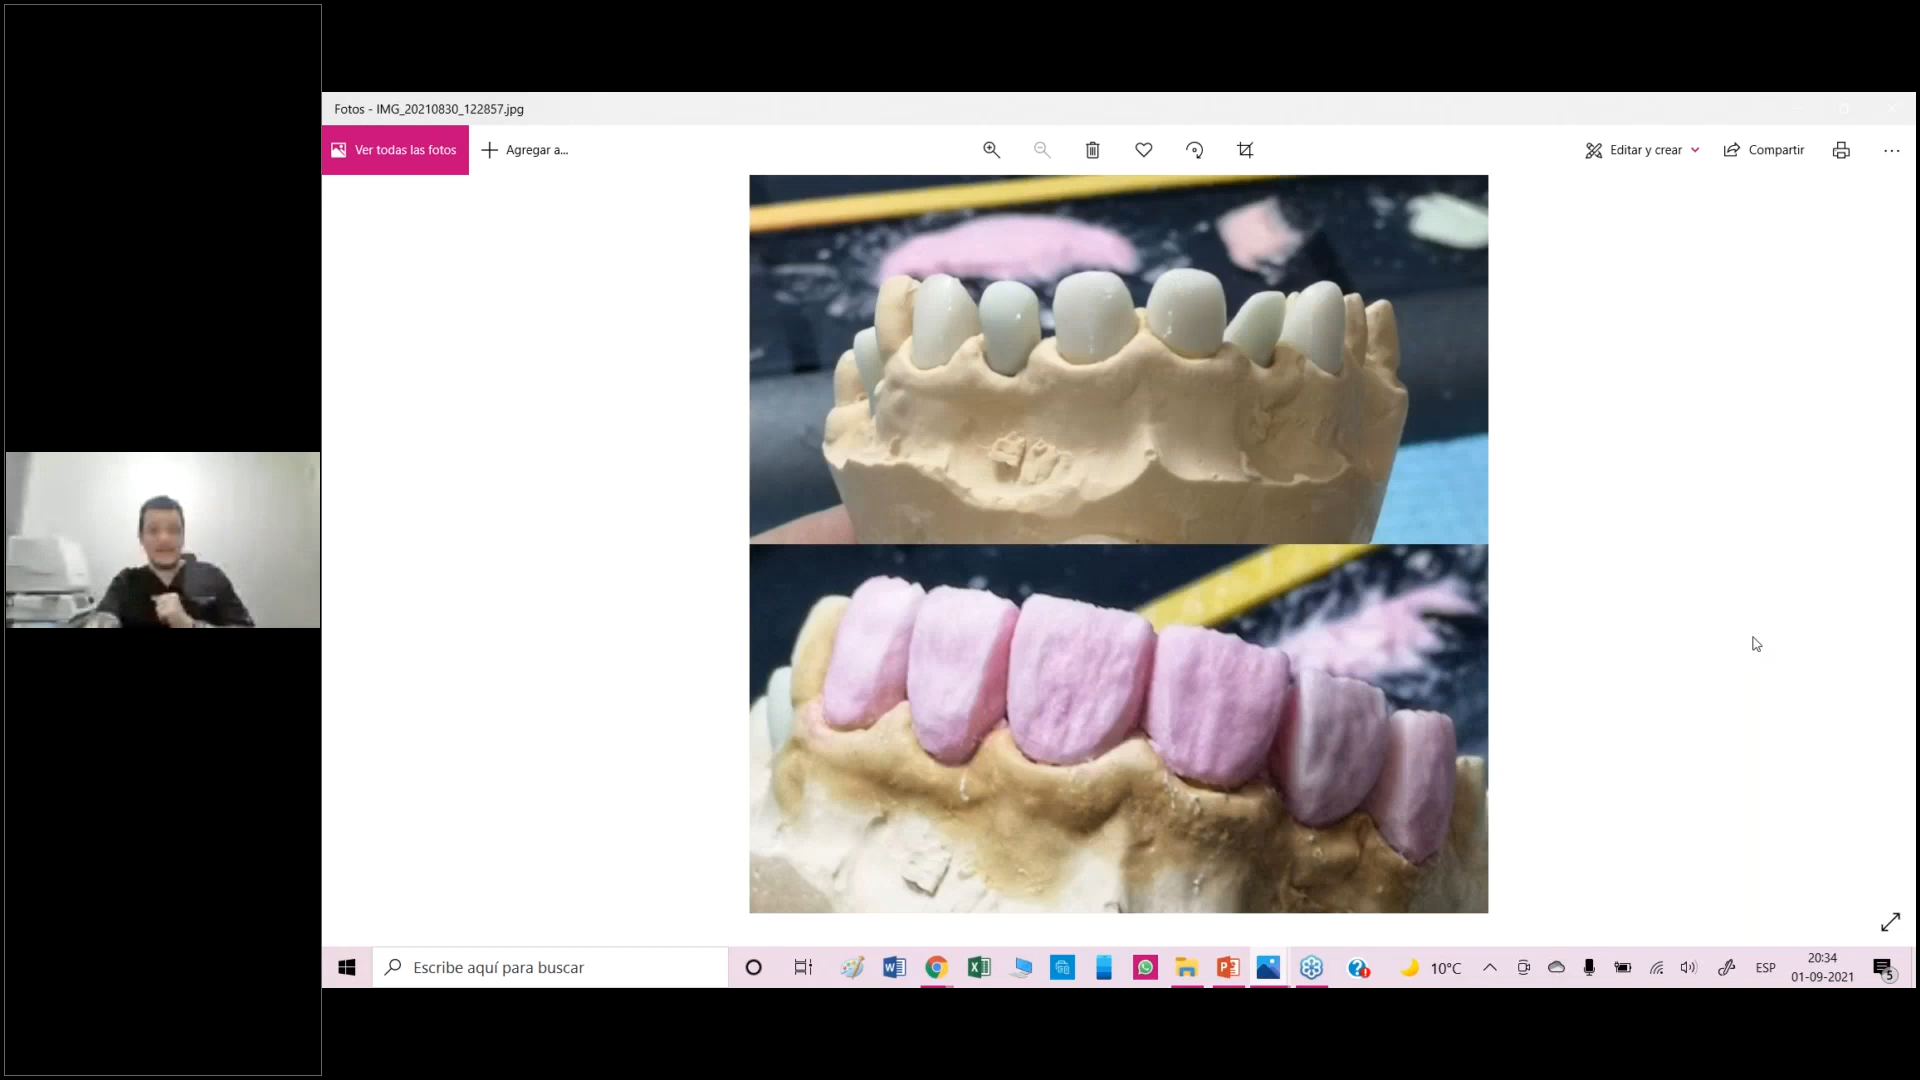 Fotos - IMG_20210830_122857.jpg
Ver todas las fotos
Agregar a...
Editar y crear
Compartir
Escribe aquí para buscar
10°C
ESP
20:34
01-09-2021
5